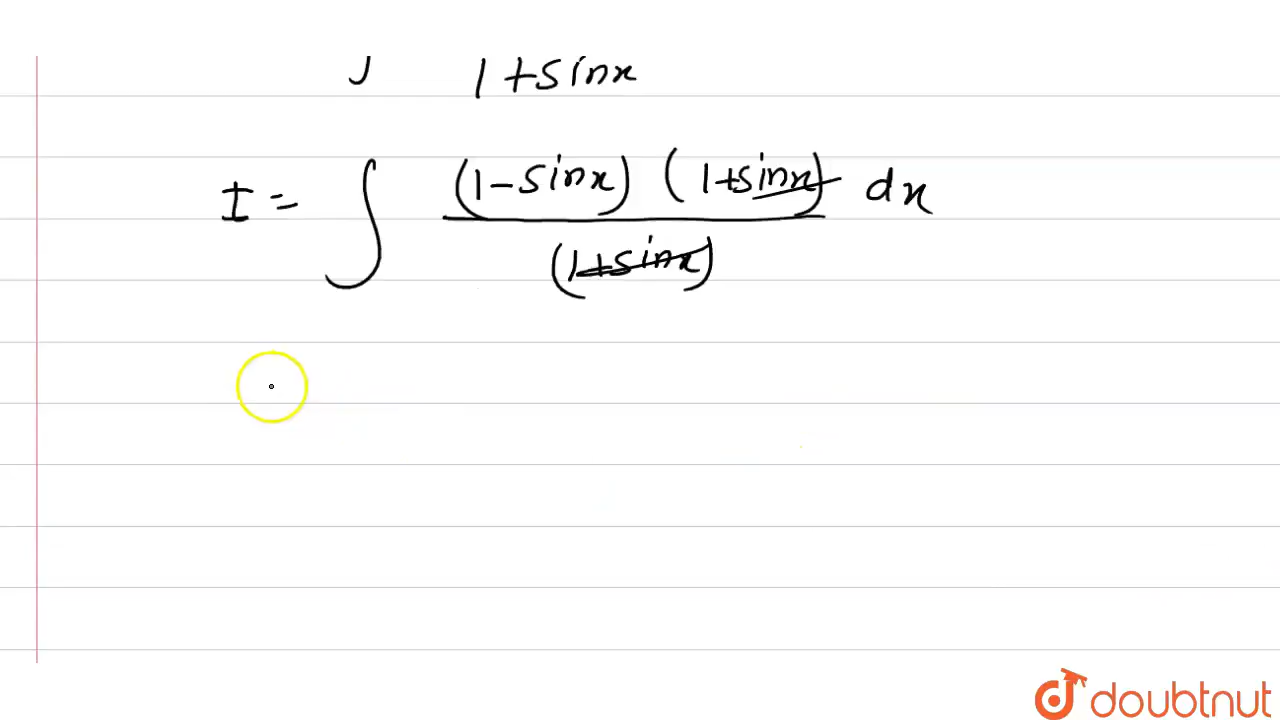 1 + sinx
I = ∫ (1 - sinx) (1 + sinx) dx
(1 + sinx)
doubtnut